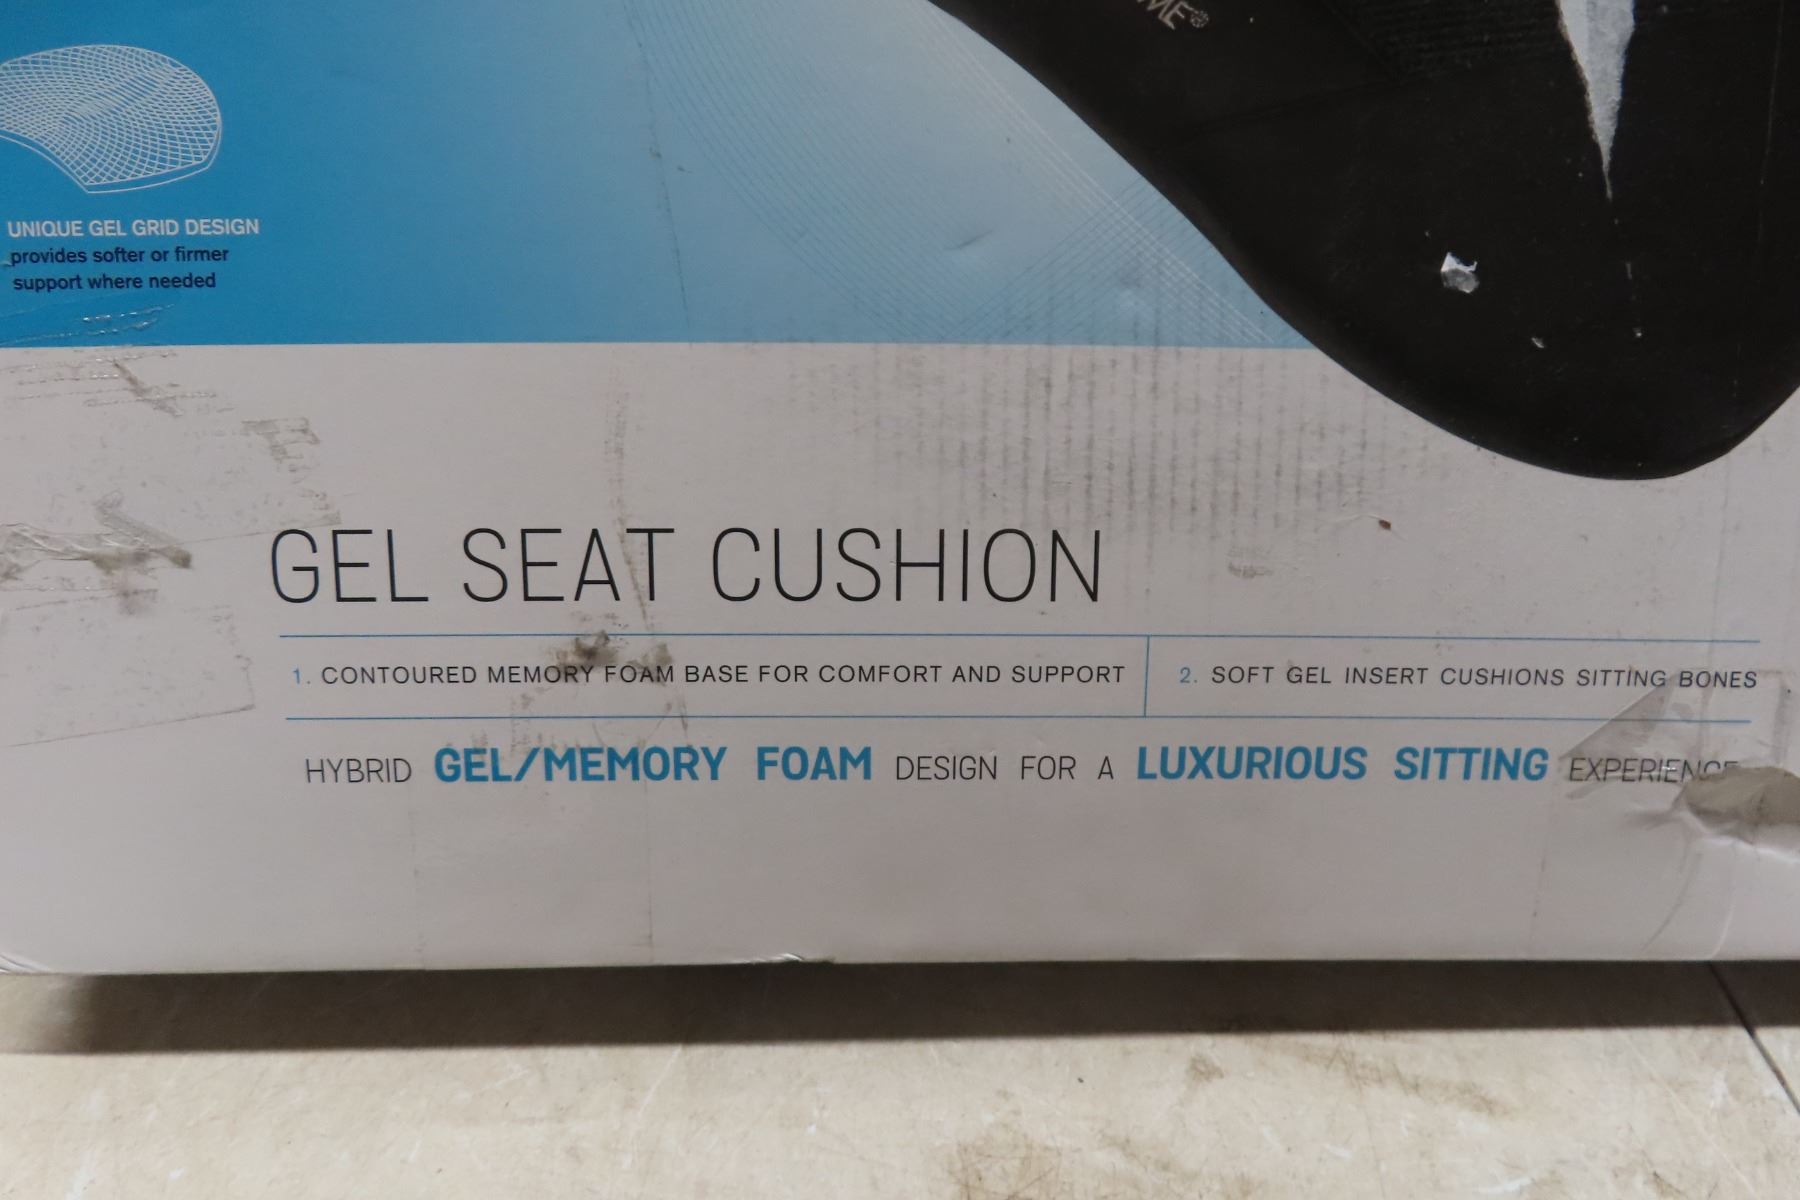 UNIQUE GEL GRID DESIGN
provides softer or firmer
support where needed
GEL SEAT CUSHION
1. CONTOURED MEMORY FOAM BASE FOR COMFORT AND SUPPORT
2. SOFT GEL INSERT CUSHIONS SITTING BONES
HYBRID GEL/MEMORY FOAM DESIGN FOR A LUXURIOUS SITTING EXPERIENCE